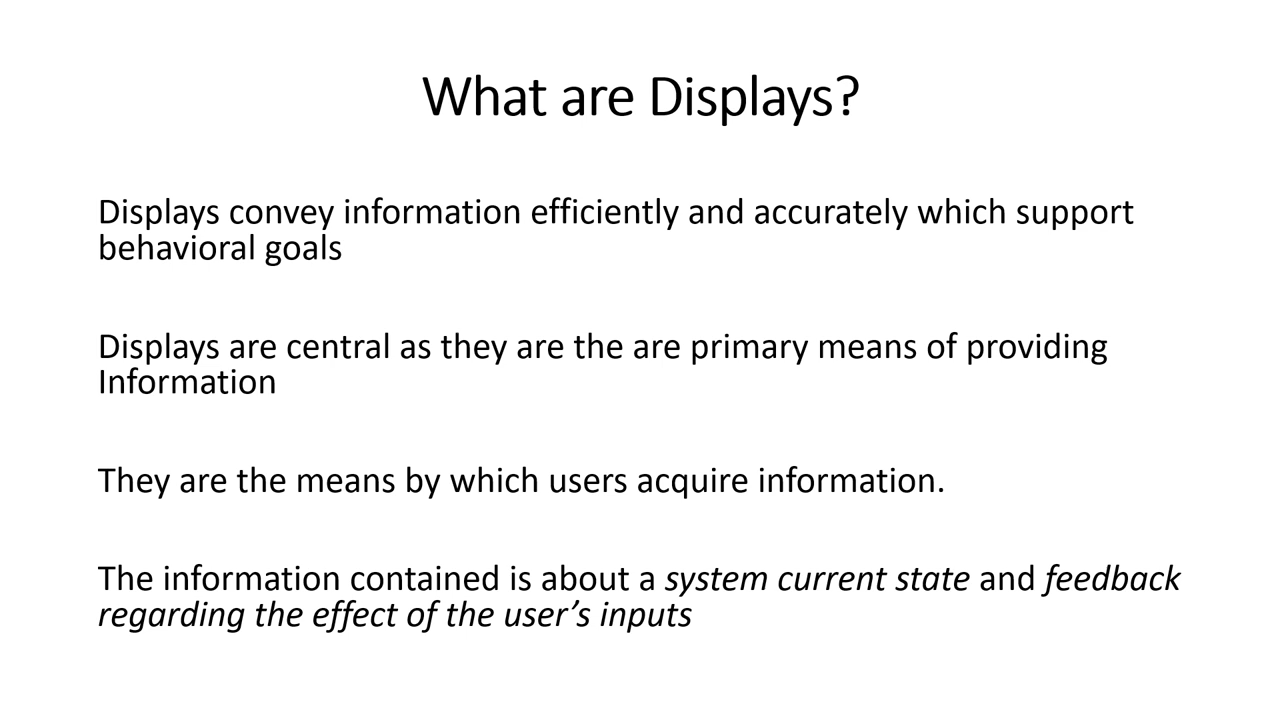 What are Displays?
Displays convey information efficiently and accurately which support
behavioral goals
Displays are central as they are the are primary means of providing
Information
They are the means by which users acquire information.
The information contained is about a system current state and feedback
regarding the effect of the user’s inputs